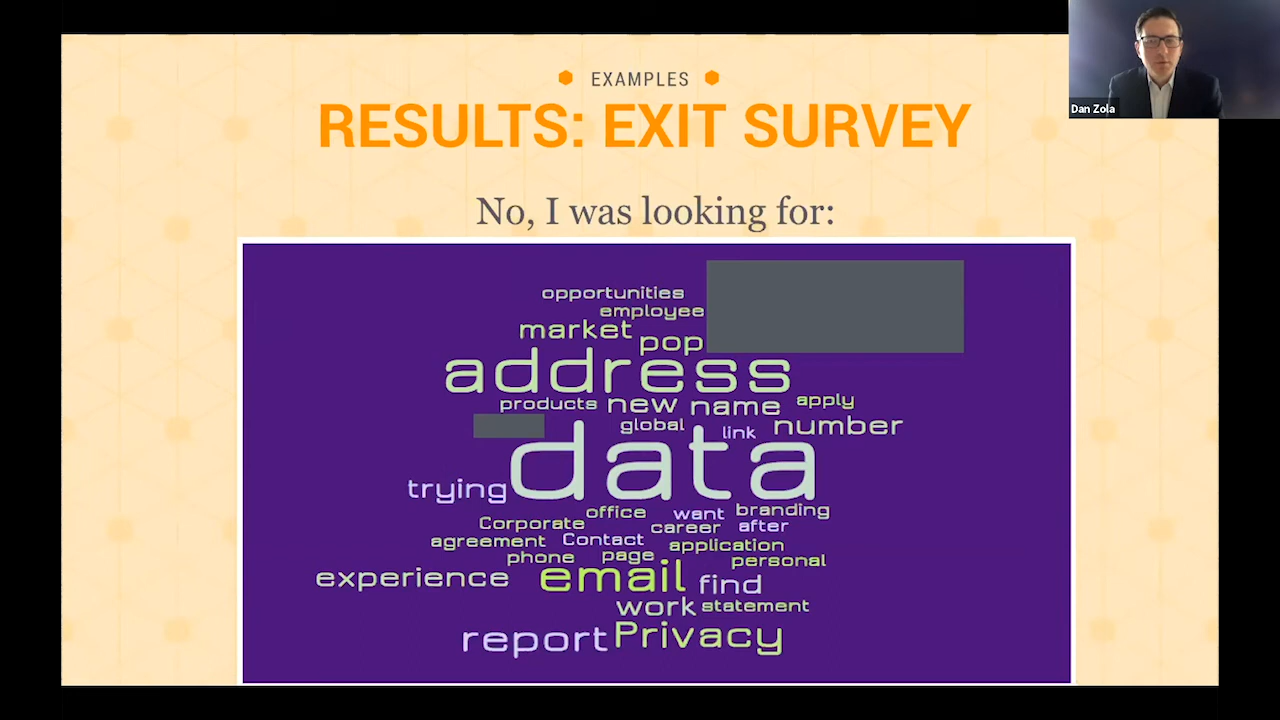 EXAMPLES
RESULTS: EXIT SURVEY
Dan Zola
No, I was looking for:
opportunities
employee
market
pop
address
products new name apply
global link number
data
trying
office want branding
Corporate career after
agreement Contact application
phone page personal
experience email find
work statement
report Privacy